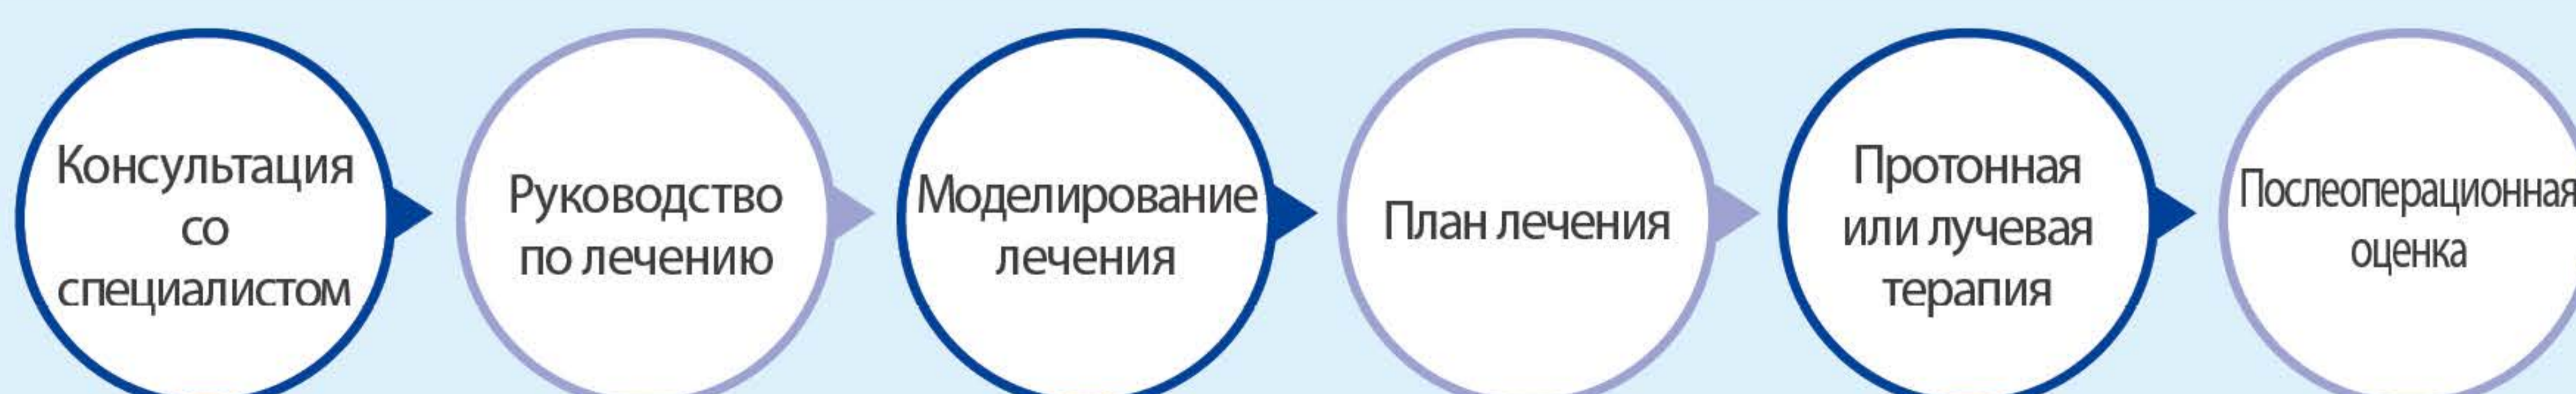 Консультация
со
специалистом
Руководство
по лечению
Моделирование
лечения
План лечения
Протонная
или лучевая
терапия
Послеоперационная
оценка